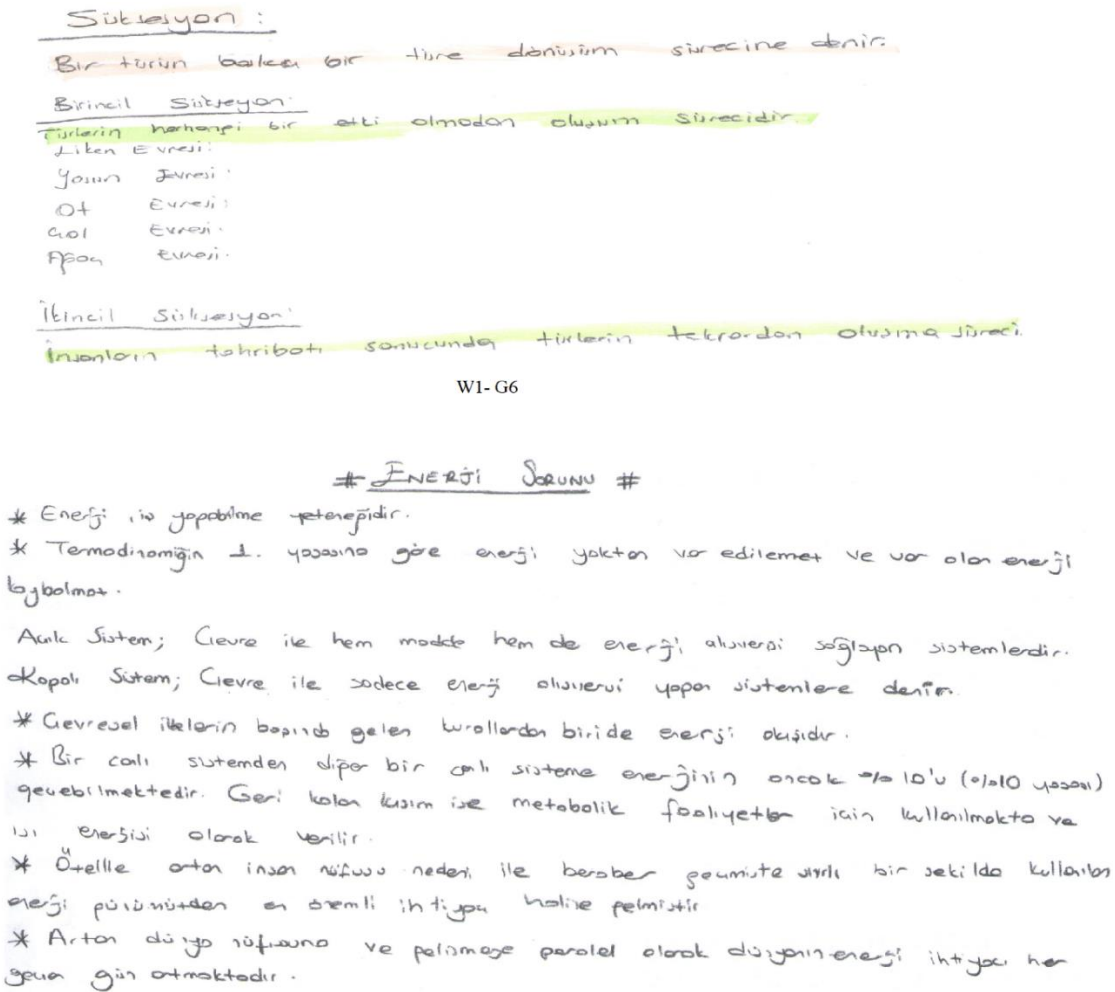 Süksesyon :
Bir türün başka bir türe dönüşüm sürecine denir.
Birincil Süksesyon:
Türlerin herhangi bir etki olmadan oluşum sürecidir.
Liken Evresi:
Yosun Evresi:
Ot Evresi:
Çalı Evresi.
Ağaç Evresi.
İkincil Süksesyon:
İnsanların tahribatı sonucunda türlerin tekrardan oluşma süreci.
W1- G6
# ENERJİ SORUNU #
* Enerji, iş yapabilme yeteneğidir.
* Termodinamiğin 1. yasasına göre enerji yoktan var edilemez ve var olan enerji
kaybolmaz.
Açık Sistem; Çevre ile hem madde hem de enerji alışverişi sağlayan sistemlerdir.
Kapalı Sistem; Çevre ile sadece enerji alışverişi yapan sistemlere denir.
* Çevresel ilkelerin başında gelen kurallardan biride enerji akışıdır.
* Bir canlı sistemden diğer bir canlı sisteme enerjinin ancak %10'u (%10 yasası)
geçebilmektedir. Geri kalan kısım ise metabolik faaliyetler için kullanılmakta ve
ısı enerjisi olarak verilir.
* Özellikle artan insan nüfusu nedeni ile beraber geçmişte sınırlı bir şekilde kullanılan
enerji günümüzden en önemli ihtiyaç haline gelmiştir
* Artan dünya nüfusuna ve gelişmeye paralel olarak dünyanın enerji ihtiyacı her
geçen gün artmaktadır.